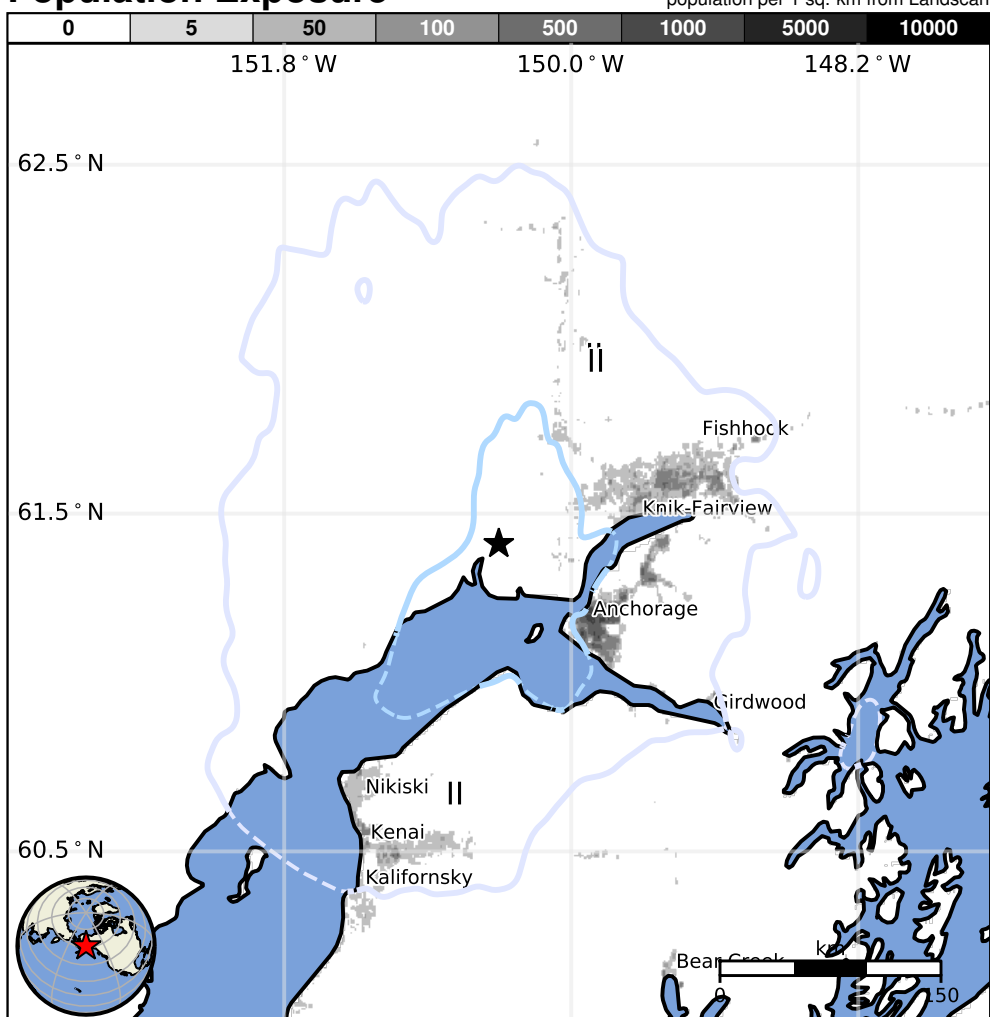 Population Exposure
population per 1 sq. km from Landscan
0 5 50 100 500 1000 5000 10000
151.8°W 150.0°W 148.2°W
62.5°N
II
Fishhook
61.5°N
Knik-Fairview
Anchorage
Girdwood
Nikiski
II
Kenai
60.5°N
Kalifornsky
km
Bear Creek
0 150